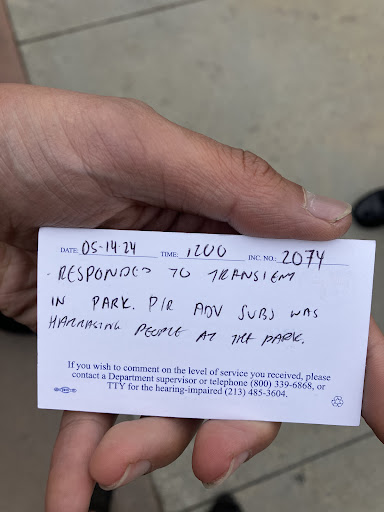 DATE: 05-14-24 TIME: 1200 INC. NO.: 2074
- RESPONDED TO TRANSIENT
IN PARK. P/R ADV SUBS WAS
HARRASING PEOPLE AT THE PARK.
If you wish to comment on the level of service you received, please
contact a Department supervisor or telephone (800) 339-6868, or
TTY for the hearing-impaired (213) 485-3604.